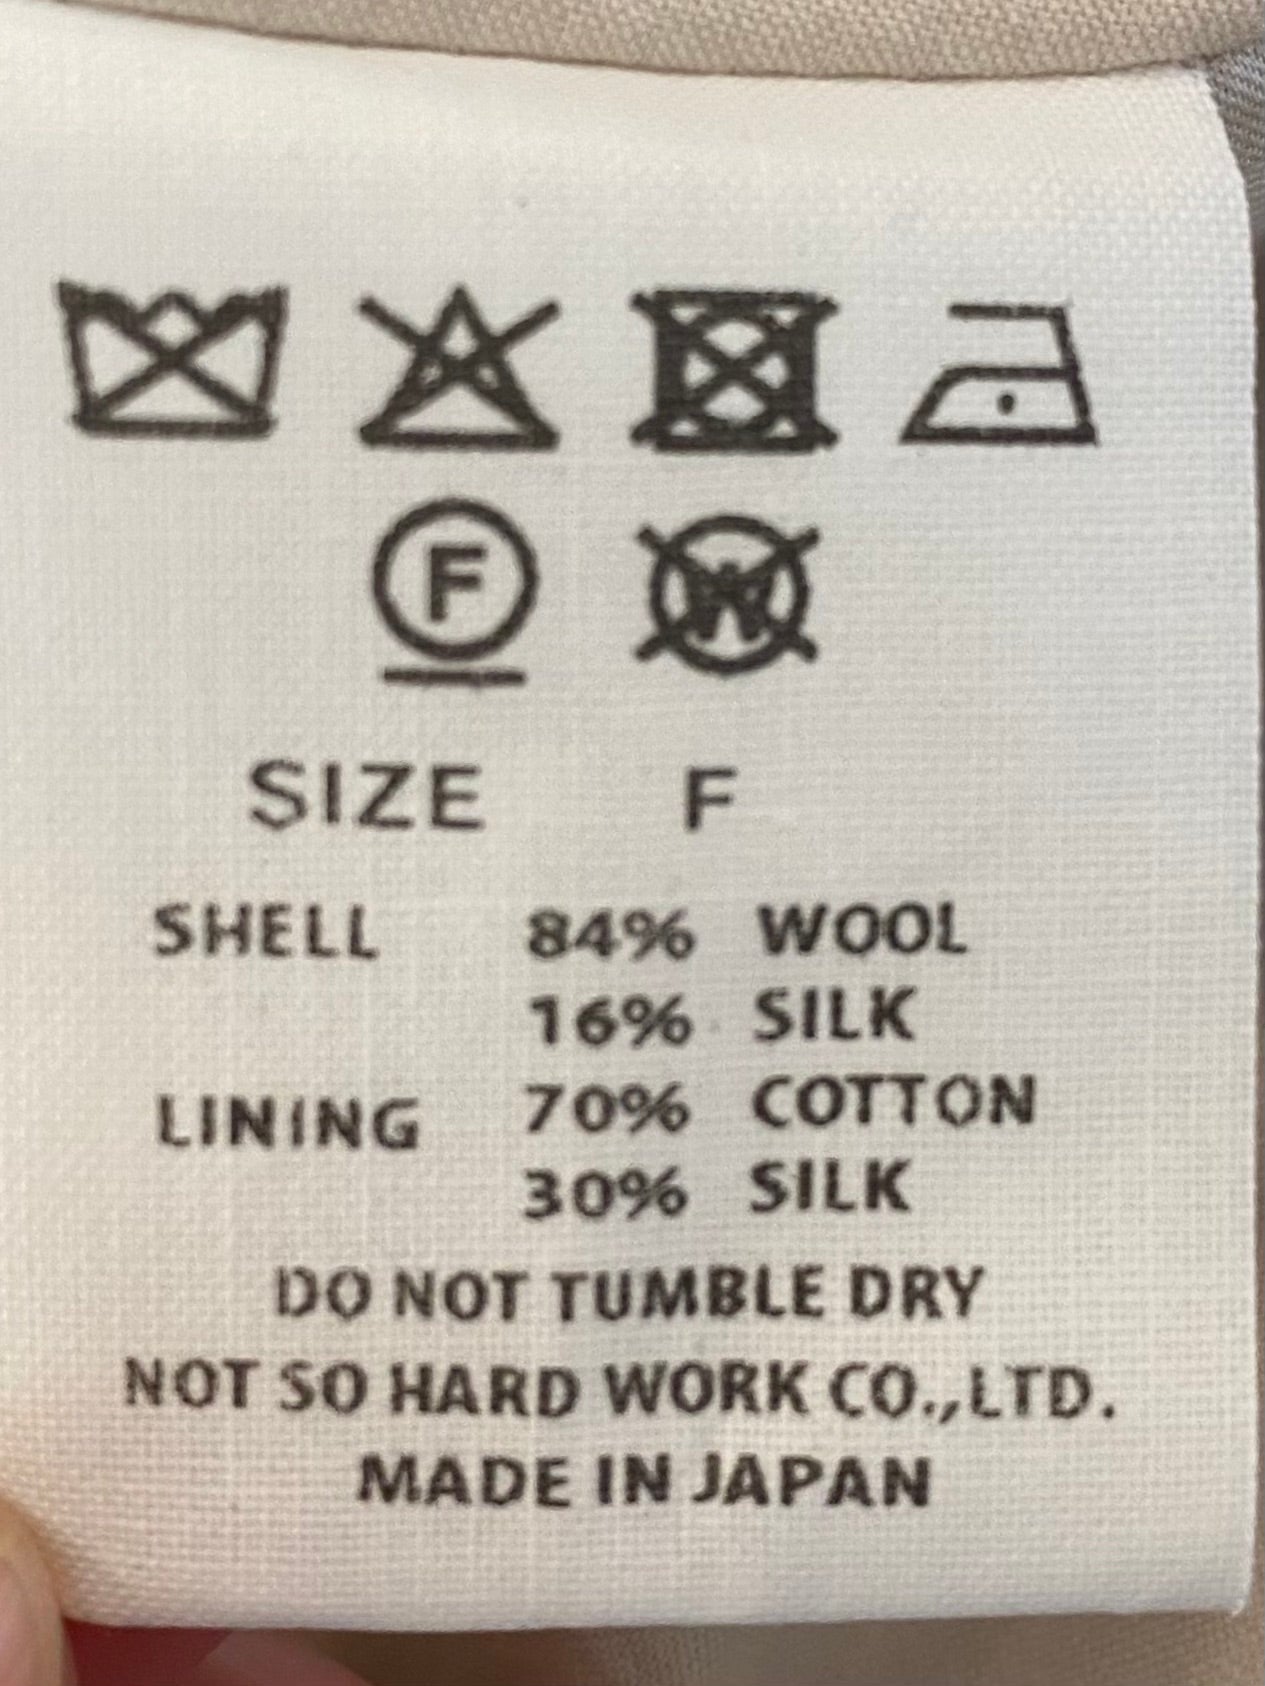 F W
SIZE F
SHELL 84% WOOL
16% SILK
LINING 70% COTTON
30% SILK
DO NOT TUMBLE DRY
NOT SO HARD WORK CO.,LTD.
MADE IN JAPAN